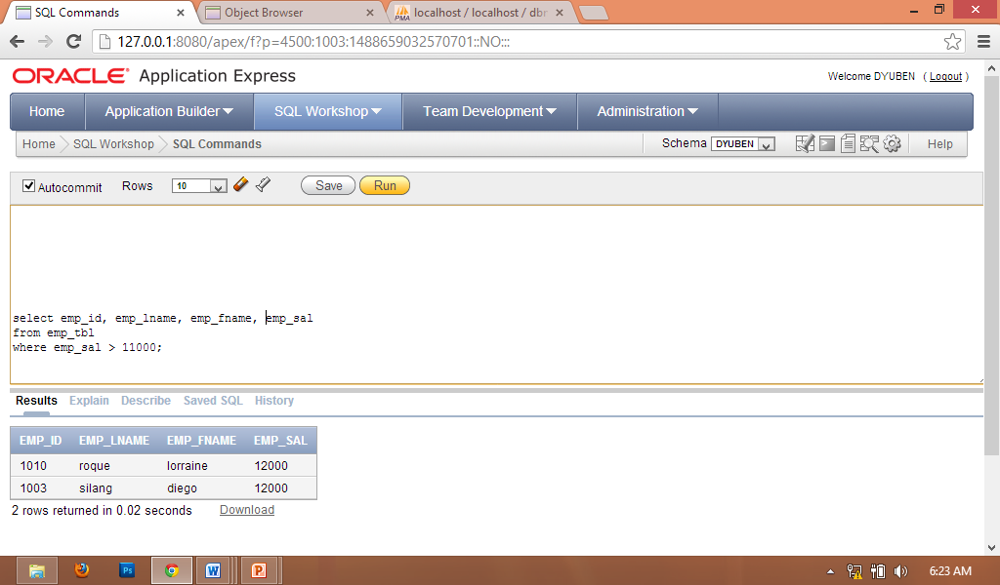 SQL Commands
Object Browser
localhost / localhost / dbr
127.0.0.1:8080/apex/f?p=4500:1003:1488659032570701::NO:::
ORACLE Application Express
Welcome DYUBEN ( Logout )
Home Application Builder SQL Workshop Team Development Administration
Home SQL Workshop SQL Commands Schema DYUBEN Help
Autocommit Rows 10 Save Run
select emp_id, emp_lname, emp_fname, emp_sal
from emp_tbl
where emp_sal > 11000;
Results Explain Describe Saved SQL History
EMP_ID EMP_LNAME EMP_FNAME EMP_SAL
1010 roque lorraine 12000
1003 silang diego 12000
2 rows returned in 0.02 seconds Download
Ps W P 6:23 AM